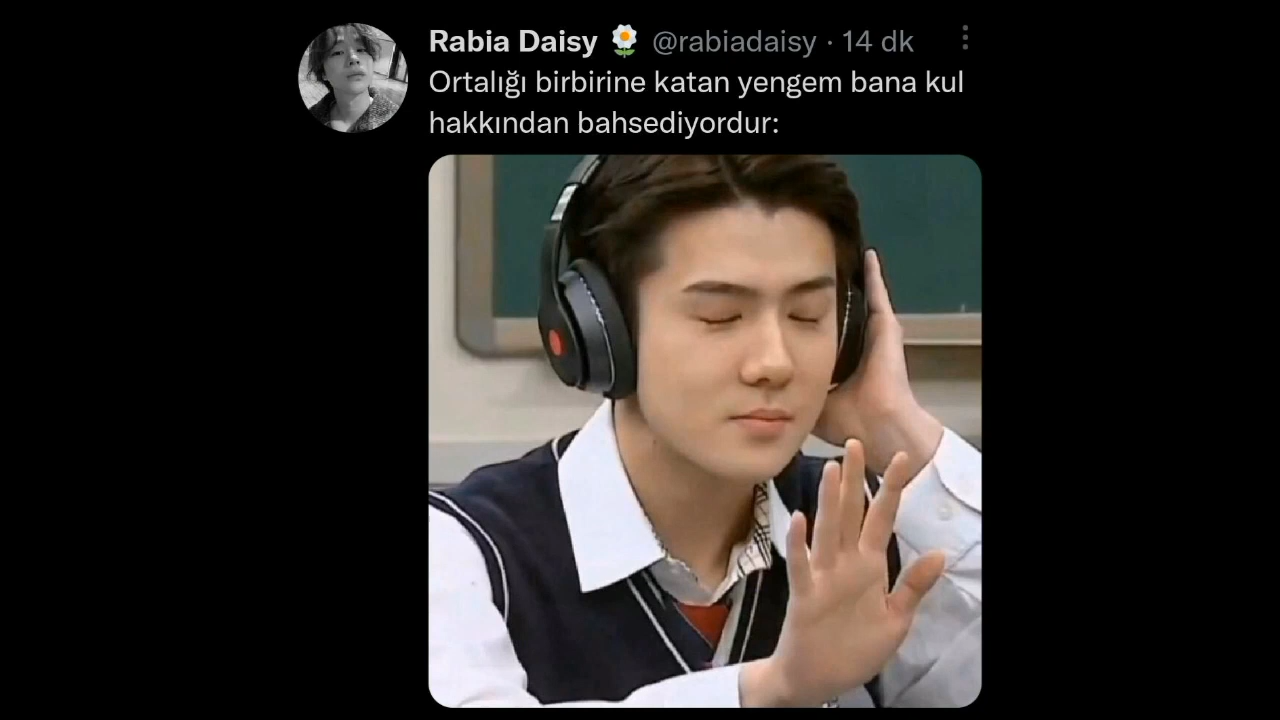 Rabia Daisy 🌼 @rabiadaisy · 14 dk
Ortalığı birbirine katan yengem bana kul
hakkından bahsediyordur: